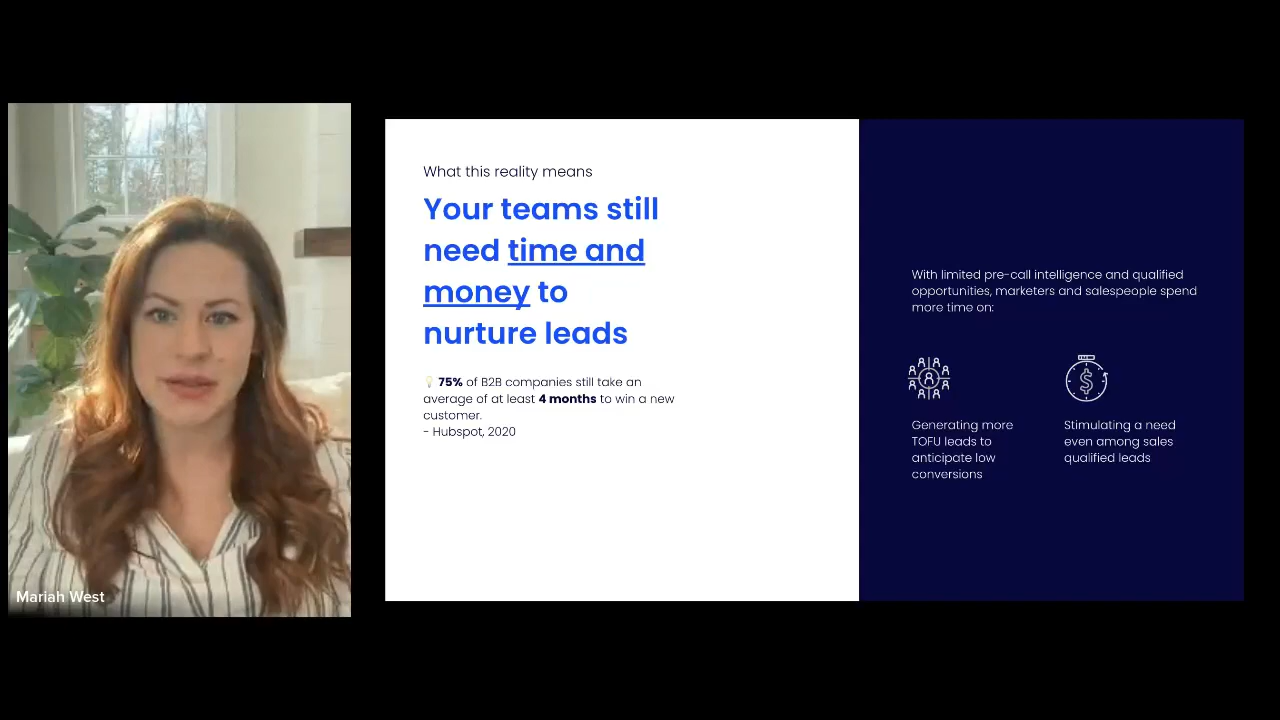 Mariah West
What this reality means
Your teams still
need time and
money to
nurture leads
💡 75% of B2B companies still take an
average of at least 4 months to win a new
customer.
- Hubspot, 2020
With limited pre-call intelligence and qualified
opportunities, marketers and salespeople spend
more time on:
Generating more
TOFU leads to
anticipate low
conversions
Stimulating a need
even among sales
qualified leads